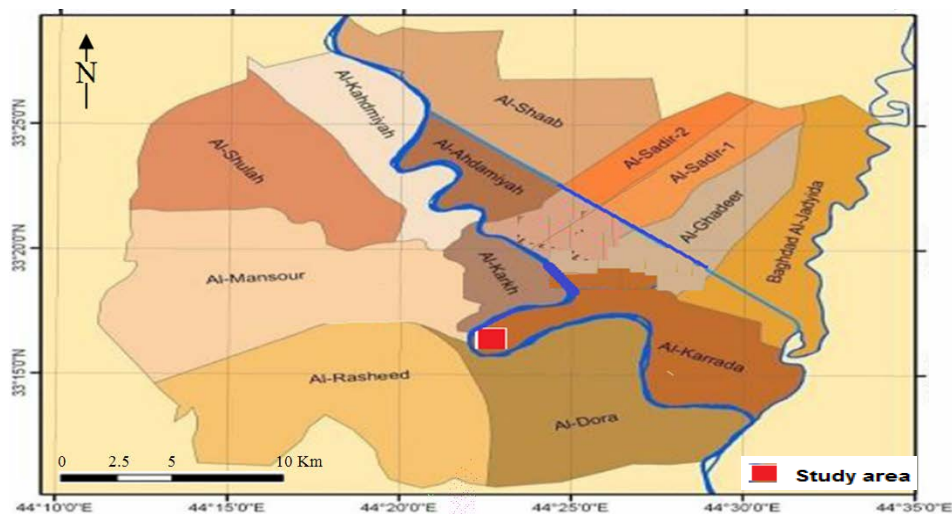 N
33°25'0"N
33°20'0"N
33°15'0"N
Al-Kahdmiyah
Al-Shaab
Al-Shulah
Al-Ahdamiyah
Al-Sadir-2
Al-Sadir-1
Al-Ghadeer
Baghdad Al-Jadyida
Al-Mansour
Al-Karkh
Al-Karrada
Al-Rasheed
Al-Dora
0 2.5 5 10 Km
Study area
44°10'0"E 44°15'0"E 44°20'0"E 44°25'0"E 44°30'0"E 44°35'0"E